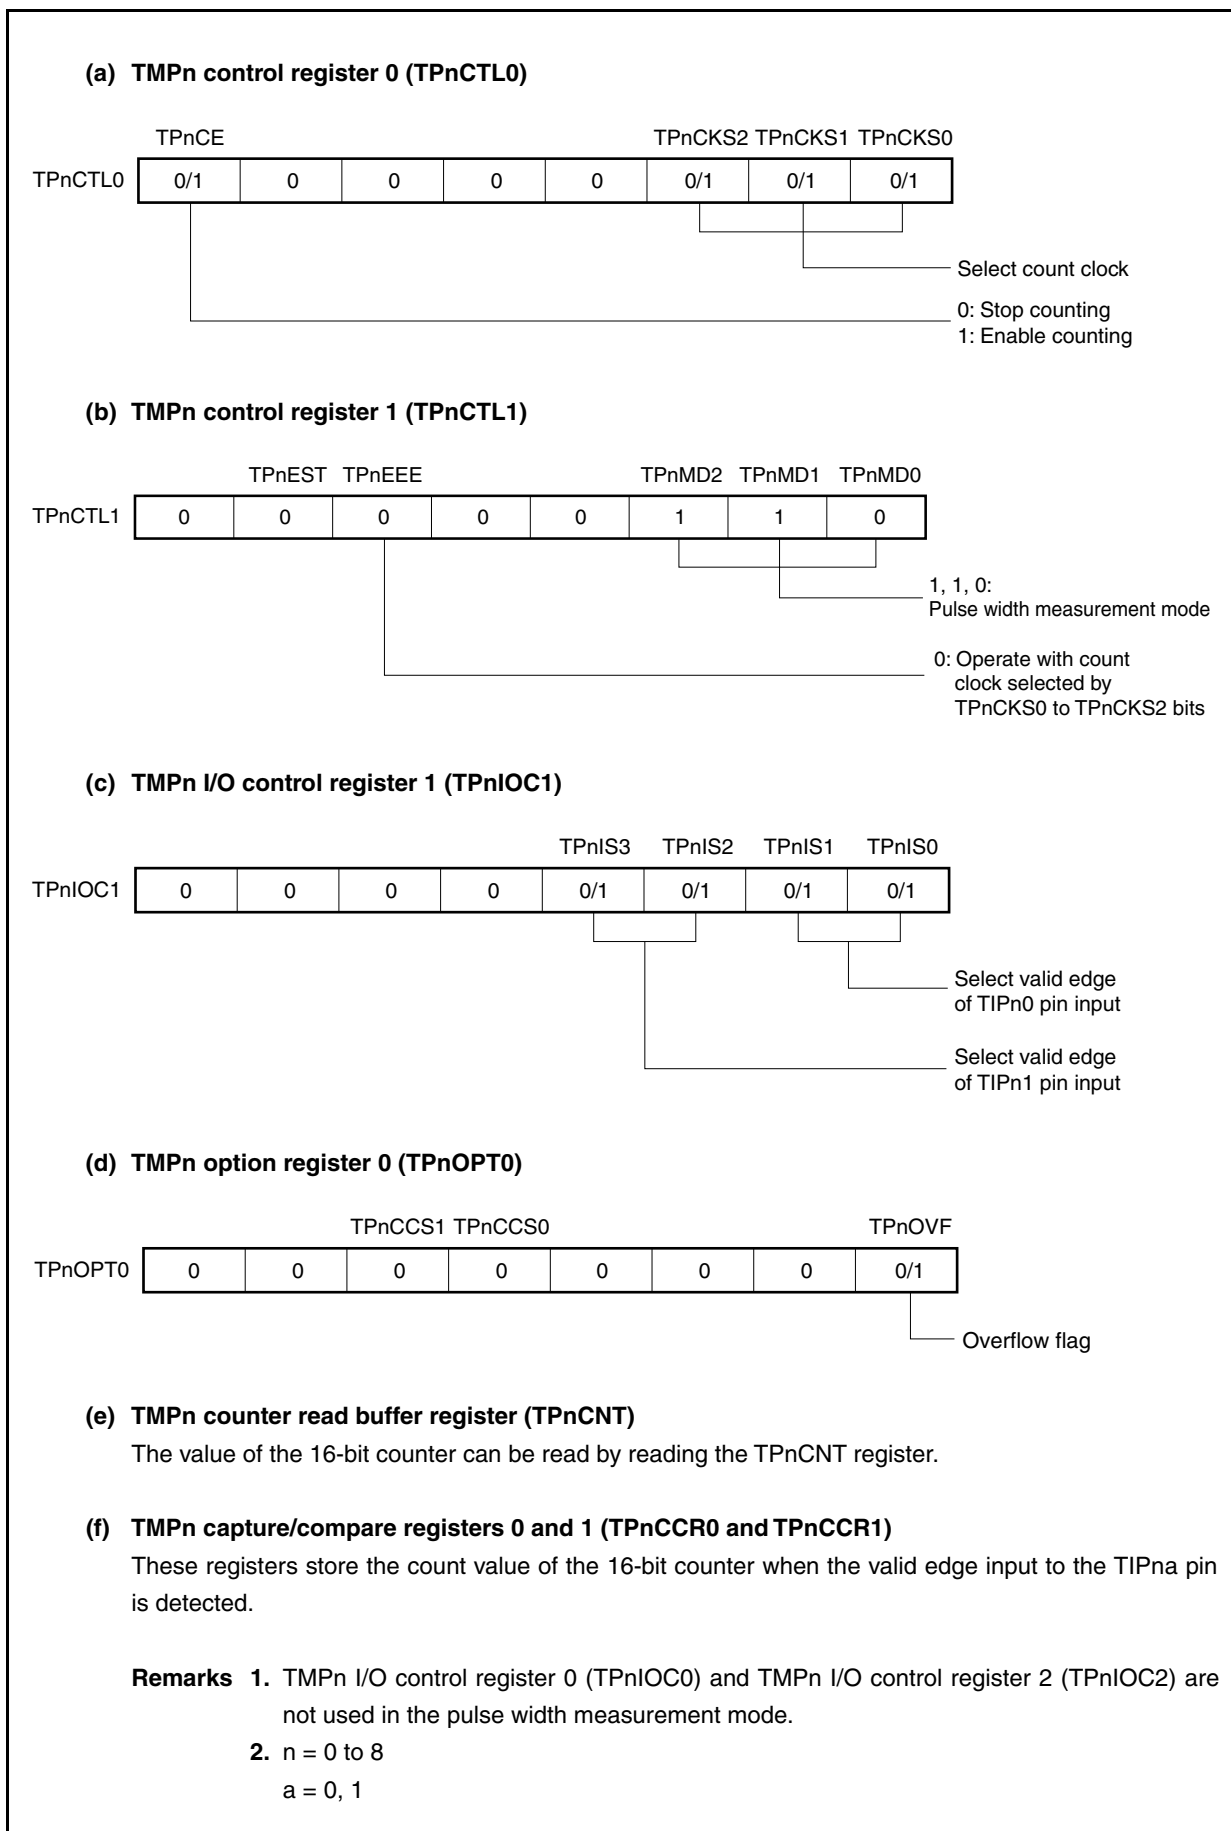 (a) TMPn control register 0 (TPnCTL0)
TPnCE TPnCKS2 TPnCKS1 TPnCKS0
TPnCTL0 0/1 0 0 0 0 0/1 0/1 0/1
Select count clock
0: Stop counting
1: Enable counting
(b) TMPn control register 1 (TPnCTL1)
TPnEST TPnEEE TPnMD2 TPnMD1 TPnMD0
TPnCTL1 0 0 0 0 0 1 1 0
1, 1, 0:
Pulse width measurement mode
0: Operate with count
clock selected by
TPnCKS0 to TPnCKS2 bits
(c) TMPn I/O control register 1 (TPnIOC1)
TPnIS3 TPnIS2 TPnIS1 TPnIS0
TPnIOC1 0 0 0 0 0/1 0/1 0/1 0/1
Select valid edge
of TIPn0 pin input
Select valid edge
of TIPn1 pin input
(d) TMPn option register 0 (TPnOPT0)
TPnCCS1 TPnCCS0 TPnOVF
TPnOPT0 0 0 0 0 0 0 0 0/1
Overflow flag
(e) TMPn counter read buffer register (TPnCNT)
The value of the 16-bit counter can be read by reading the TPnCNT register.
(f) TMPn capture/compare registers 0 and 1 (TPnCCR0 and TPnCCR1)
These registers store the count value of the 16-bit counter when the valid edge input to the TIPna pin
is detected.
Remarks 1. TMPn I/O control register 0 (TPnIOC0) and TMPn I/O control register 2 (TPnIOC2) are
not used in the pulse width measurement mode.
2. n = 0 to 8
a = 0, 1